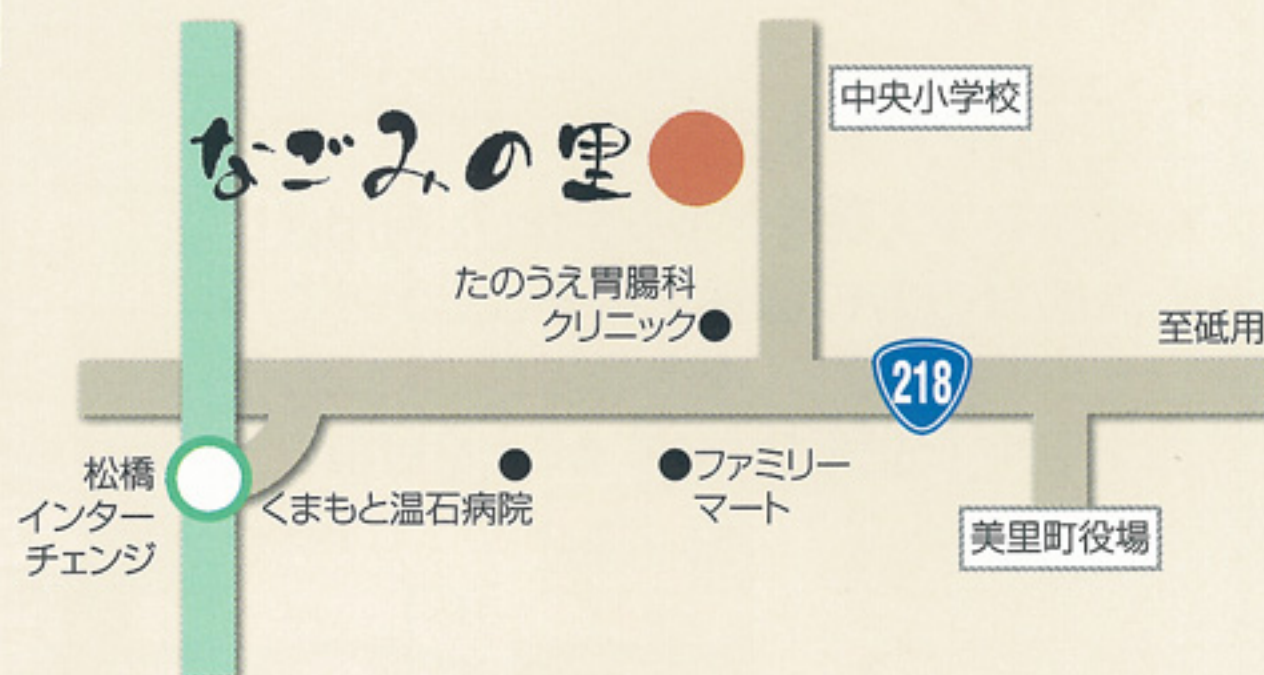 中央小学校
なごみの里
たのうえ胃腸科
クリニック
至砥用
218
松橋
インター
チェンジ
くまもと温石病院
ファミリー
マート
美里町役場